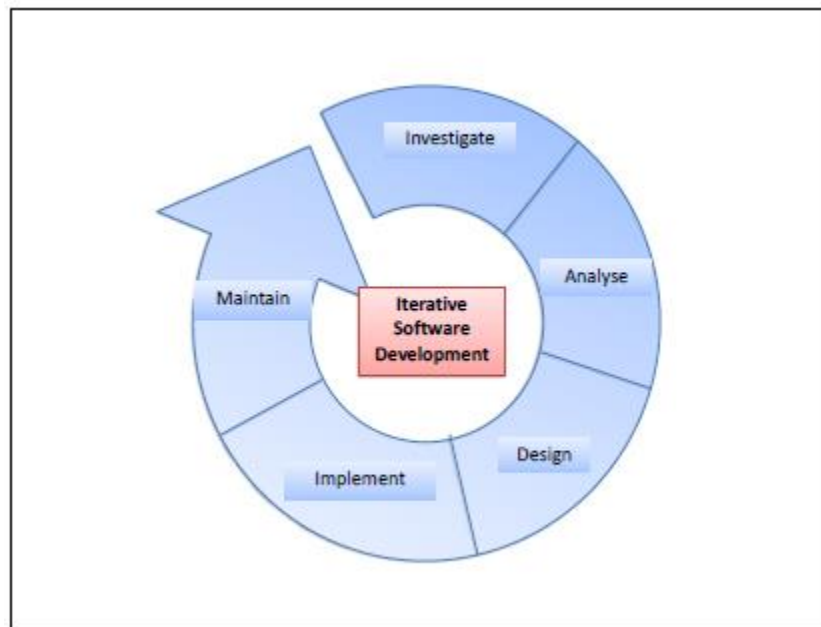 Investigate
Analyse
Design
Implement
Maintain
Iterative
Software
Development